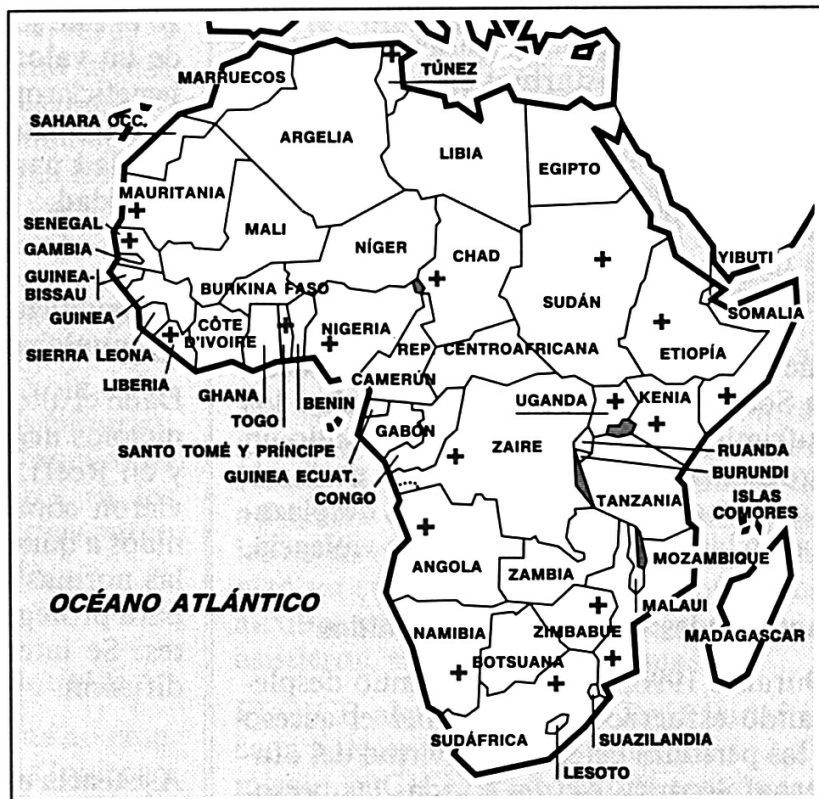 MARRUECOS
TÚNEZ
SAHARA OCC.
ARGELIA
LIBIA
EGIPTO
MAURITANIA
MALI
NÍGER
CHAD
SUDÁN
YIBUTI
SENEGAL
GAMBIA
GUINEA-
BISSAU
GUINEA
SIERRA LEONA
LIBERIA
BURKINA FASO
CÔTE
D'IVOIRE
NIGERIA
SOMALIA
ETIOPÍA
REP. CENTROAFRICANA
CAMERÚN
GHANA
TOGO
BENIN
SANTO TOMÉ Y PRÍNCIPE
GUINEA ECUAT.
GABÓN
CONGO
UGANDA
KENIA
ZAIRE
RUANDA
BURUNDI
TANZANIA
ISLAS
COMORES
ANGOLA
ZAMBIA
MOZAMBIQUE
MALAUI
OCÉANO ATLÁNTICO
NAMIBIA
ZIMBABUE
MADAGASCAR
BOTSUANA
SUDÁFRICA
SUAZILANDIA
LESOTO